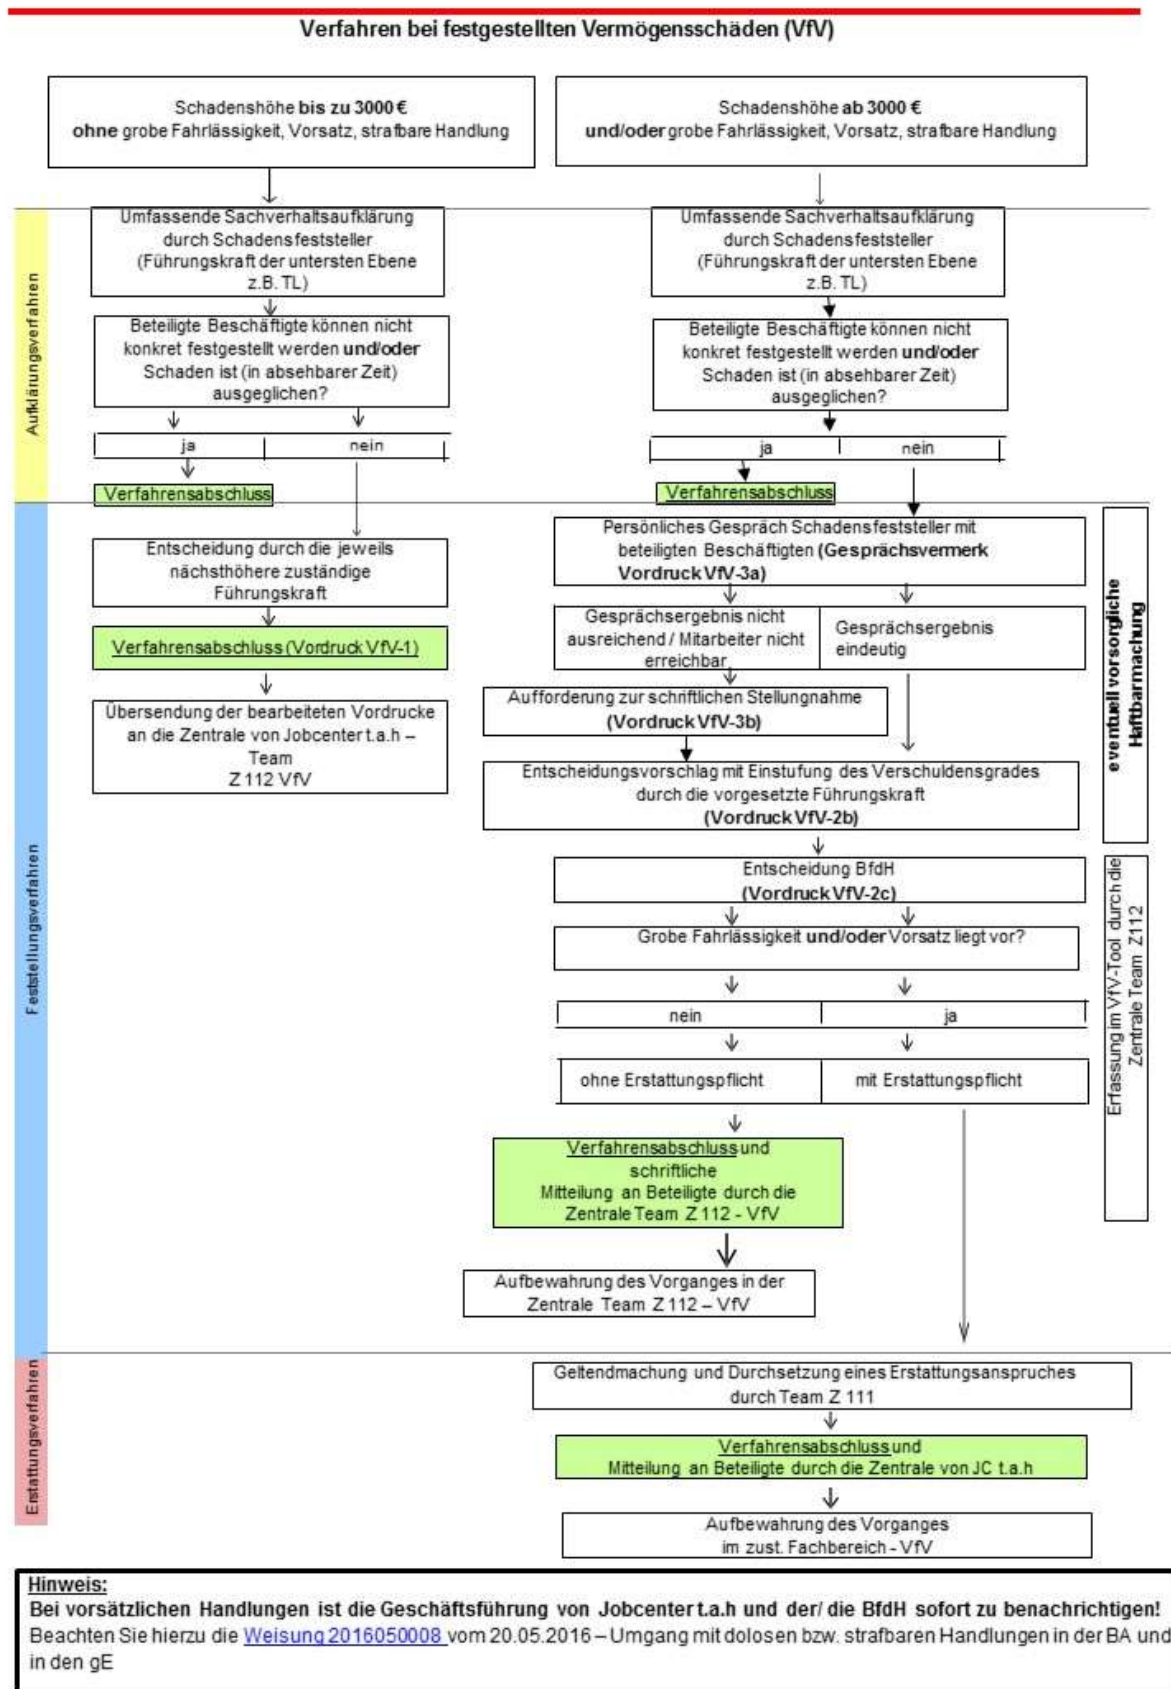 Verfahren bei festgestellten Vermögensschäden (VfV)
Schadenshöhe bis zu 3000 €
ohne grobe Fahrlässigkeit, Vorsatz, strafbare Handlung
Schadenshöhe ab 3000 €
und/oder grobe Fahrlässigkeit, Vorsatz, strafbare Handlung
Aufklärungsverfahren
Umfassende Sachverhaltsaufklärung
durch Schadensfeststeller
(Führungskraft der untersten Ebene
z.B. TL)
Beteiligte Beschäftigte können nicht
konkret festgestellt werden und/oder
Schaden ist (in absehbarer Zeit)
ausgeglichen?
ja
nein
Verfahrensabschluss
Umfassende Sachverhaltsaufklärung
durch Schadensfeststeller
(Führungskraft der untersten Ebene
z.B. TL)
Beteiligte Beschäftigte können nicht
konkret festgestellt werden und/oder
Schaden ist (in absehbarer Zeit)
ausgeglichen?
ja
nein
Verfahrensabschluss
Feststellungsverfahren
Entscheidung durch die jeweils
nächsthöhere zuständige
Führungskraft
Verfahrensabschluss (Vordruck VfV-1)
Übersendung der bearbeiteten Vordrucke
an die Zentrale von Jobcenter t.a.h –
Team
Z 112 VfV
Persönliches Gespräch Schadensfeststeller mit
beteiligten Beschäftigten (Gesprächsvermerk
Vordruck VfV-3a)
Gesprächsergebnis nicht
ausreichend / Mitarbeiter nicht
erreichbar
Gesprächsergebnis
eindeutig
Aufforderung zur schriftlichen Stellungnahme
(Vordruck VfV-3b)
Entscheidungsvorschlag mit Einstufung des Verschuldensgrades
durch die vorgesetzte Führungskraft
(Vordruck VfV-2b)
eventuell vorsorgliche
Haftbarmachung
Entscheidung BfdH
(Vordruck VfV-2c)
Grobe Fahrlässigkeit und/oder Vorsatz liegt vor?
nein
ja
ohne Erstattungspflicht
mit Erstattungspflicht
Erfassung im VfV-Tool durch die
Zentrale Team Z112
Verfahrensabschluss und
schriftliche
Mitteilung an Beteiligte durch die
Zentrale Team Z 112 - VfV
Aufbewahrung des Vorganges in der
Zentrale Team Z 112 – VfV
Erstattungsverfahren
Geltendmachung und Durchsetzung eines Erstattungsanspruches
durch Team Z 111
Verfahrensabschluss und
Mitteilung an Beteiligte durch die Zentrale von JC t.a.h
Aufbewahrung des Vorganges
im zust. Fachbereich - VfV
Hinweis:
Bei vorsätzlichen Handlungen ist die Geschäftsführung von Jobcenter t.a.h und der/ die BfdH sofort zu benachrichtigen!
Beachten Sie hierzu die Weisung 2016050008 vom 20.05.2016 – Umgang mit dolosen bzw. strafbaren Handlungen in der BA und
in den gE